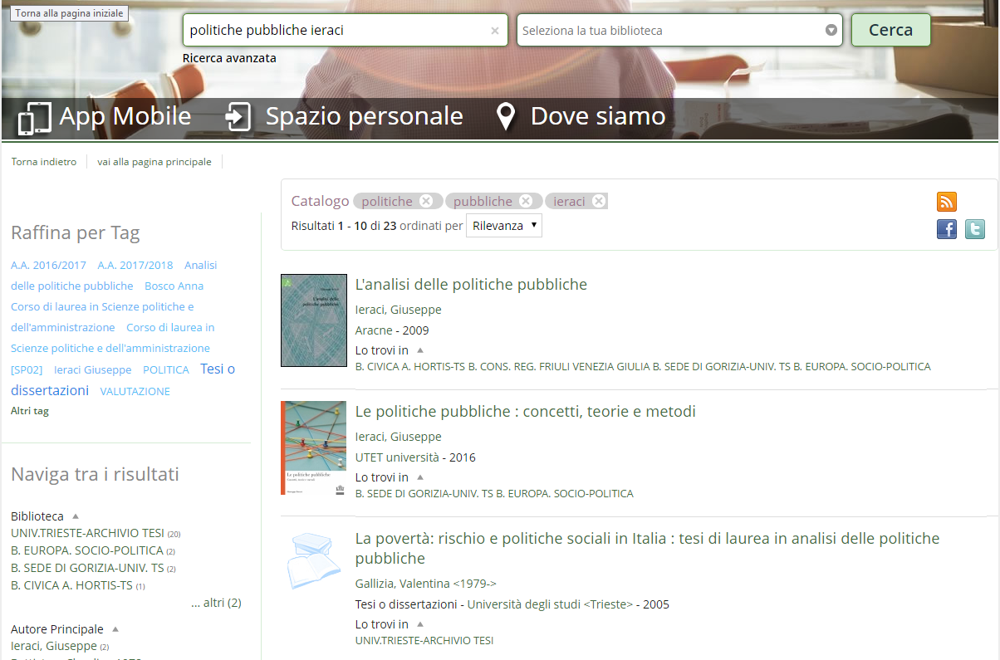 Torna alla pagina iniziale
politiche pubbliche ieraci ×
Seleziona la tua biblioteca
Cerca
Ricerca avanzata
App Mobile
Spazio personale
Dove siamo
Torna indietro
vai alla pagina principale
Raffina per Tag
A.A. 2016/2017 A.A. 2017/2018 Analisi
delle politiche pubbliche Bosco Anna
Corso di laurea in Scienze politiche e
dell'amministrazione Corso di laurea in
Scienze politiche e dell'amministrazione
[SP02] Ieraci Giuseppe POLITICA Tesi o
dissertazioni VALUTAZIONE
Altri tag
Naviga tra i risultati
Biblioteca
UNIV.TRIESTE-ARCHIVIO TESI (20)
B. EUROPA. SOCIO-POLITICA (2)
B. SEDE DI GORIZIA-UNIV. TS (2)
B. CIVICA A. HORTIS-TS (1)
... altri (2)
Autore Principale
Ieraci, Giuseppe (2)
Catalogo politiche pubbliche ieraci
Risultati 1 - 10 di 23 ordinati per Rilevanza
L'analisi delle politiche pubbliche
Ieraci, Giuseppe
Aracne - 2009
Lo trovi in
B. CIVICA A. HORTIS-TS B. CONS. REG. FRIULI VENEZIA GIULIA B. SEDE DI GORIZIA-UNIV. TS B. EUROPA. SOCIO-POLITICA
L'analisi delle
politiche pubbliche
Le politiche pubbliche : concetti, teorie e metodi
Ieraci, Giuseppe
UTET università - 2016
Lo trovi in
B. SEDE DI GORIZIA-UNIV. TS B. EUROPA. SOCIO-POLITICA
Le politiche pubbliche
La povertà: rischio e politiche sociali in Italia : tesi di laurea in analisi delle politiche
pubbliche
Gallizia, Valentina <1979->
Tesi o dissertazioni - Università degli studi <Trieste> - 2005
Lo trovi in
UNIV.TRIESTE-ARCHIVIO TESI